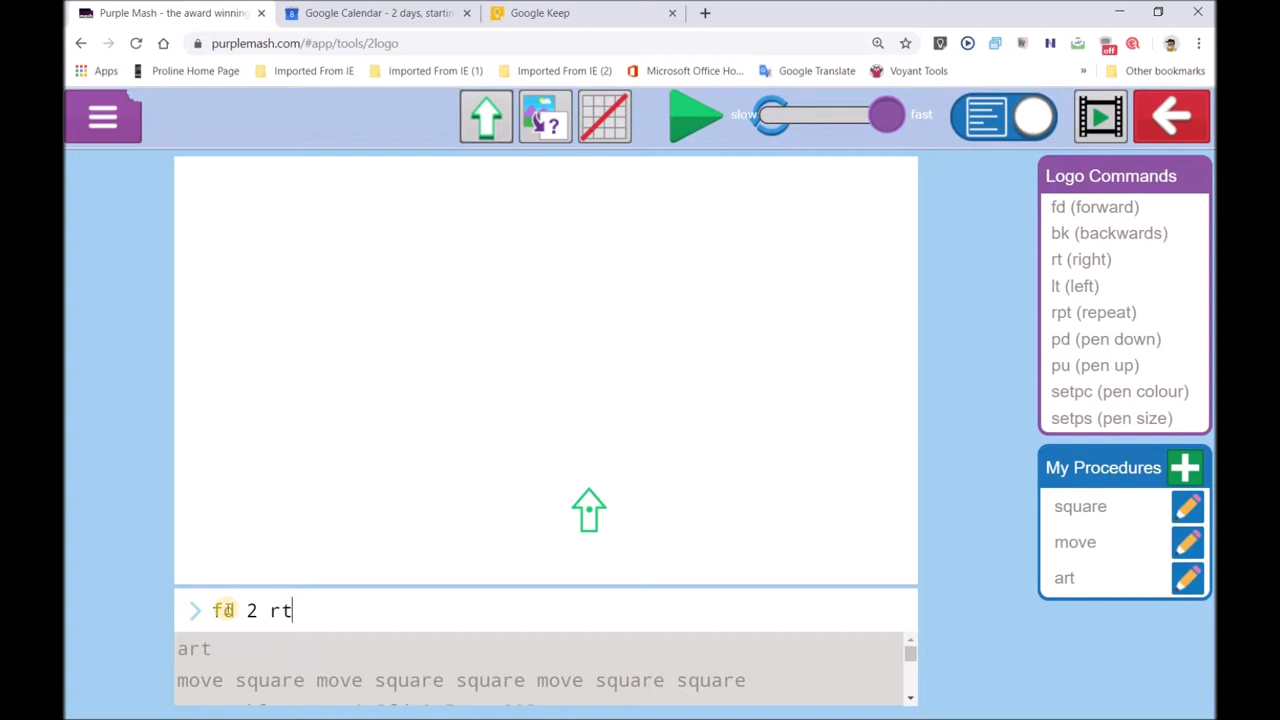 Purple Mash - the award winning
Google Calendar - 2 days, startin
Google Keep
purplemash.com/#app/tools/2logo
off
Apps
Proline Home Page
Imported From IE
Imported From IE (1)
Imported From IE (2)
Microsoft Office Ho...
Google Translate
Voyant Tools
»
Other bookmarks
?
slow
fast
Logo Commands
fd (forward)
bk (backwards)
rt (right)
lt (left)
rpt (repeat)
pd (pen down)
pu (pen up)
setpc (pen colour)
setps (pen size)
My Procedures
square
move
art
> fd 2 rt
art
move square move square square move square square